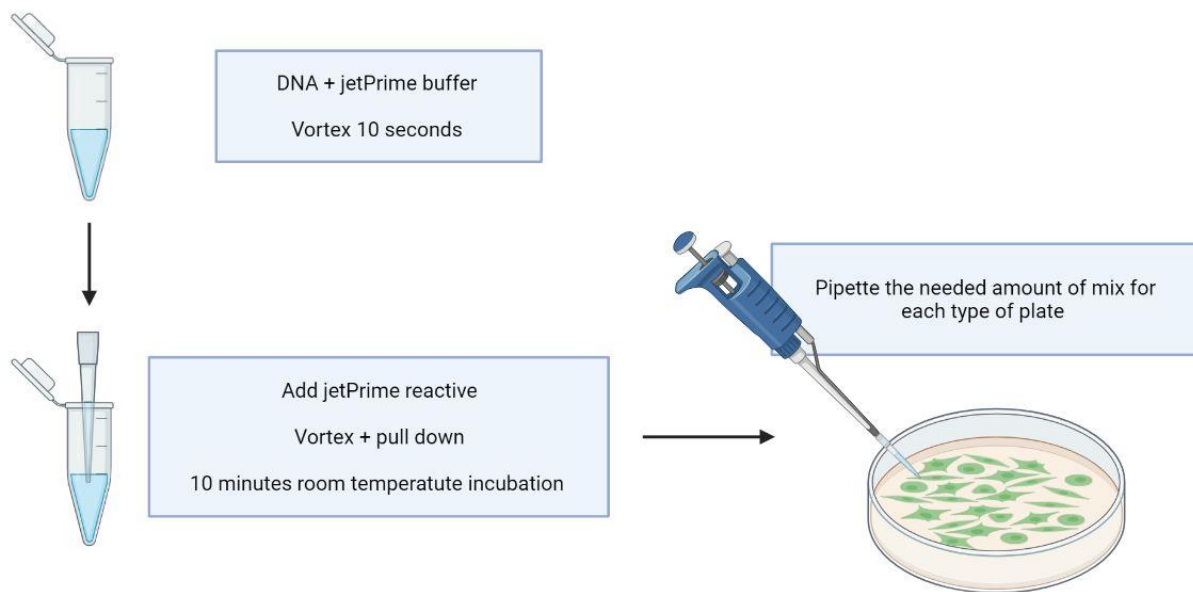 DNA + jetPrime buffer
Vortex 10 seconds
Pipette the needed amount of mix for
each type of plate
Add jetPrime reactive
Vortex + pull down
10 minutes room temperatute incubation